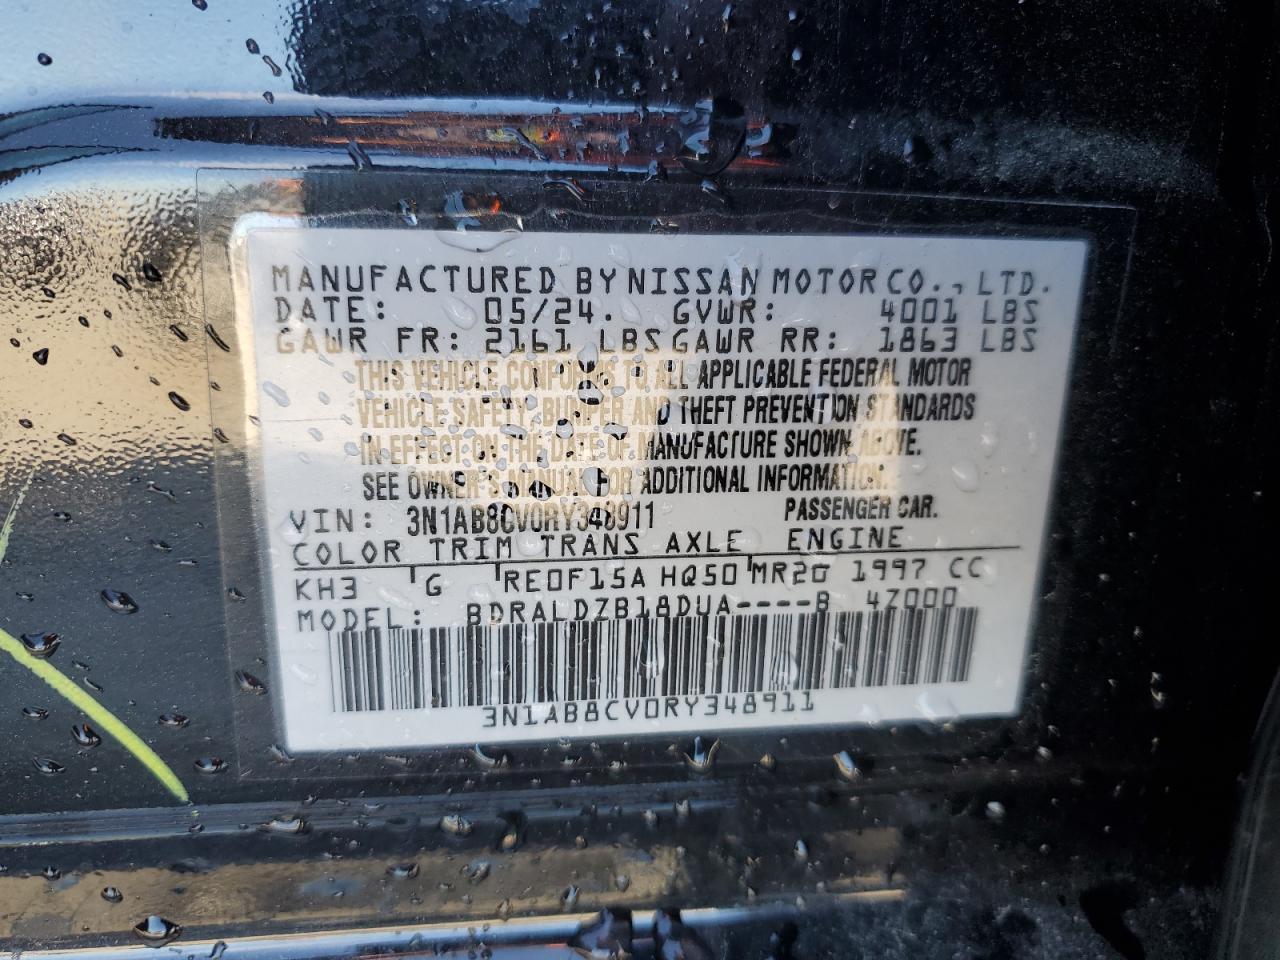 MANUFACTURED BY NISSAN MOTOR CO., LTD.
DATE: 05/24. GVWR: 4001 LBS
GAWR FR: 2161 LBS GAWR RR: 1863 LBS
THIS VEHICLE CONFORMS TO ALL APPLICABLE FEDERAL MOTOR
VEHICLE SAFETY, BUMPER AND THEFT PREVENTION STANDARDS
IN EFFECT ON THE DATE OF MANUFACTURE SHOWN ABOVE.
SEE OWNER'S MANUAL FOR ADDITIONAL INFORMATION.
VIN: 3N1AB8CV0RY348911 PASSENGER CAR.
COLOR TRIM TRANS AXLE ENGINE
KH3 G RE0F15A HQ50 MR20 1997 CC
MODEL: BDRALDZB18DUA----B 47000
3N1AB8CV0RY348911